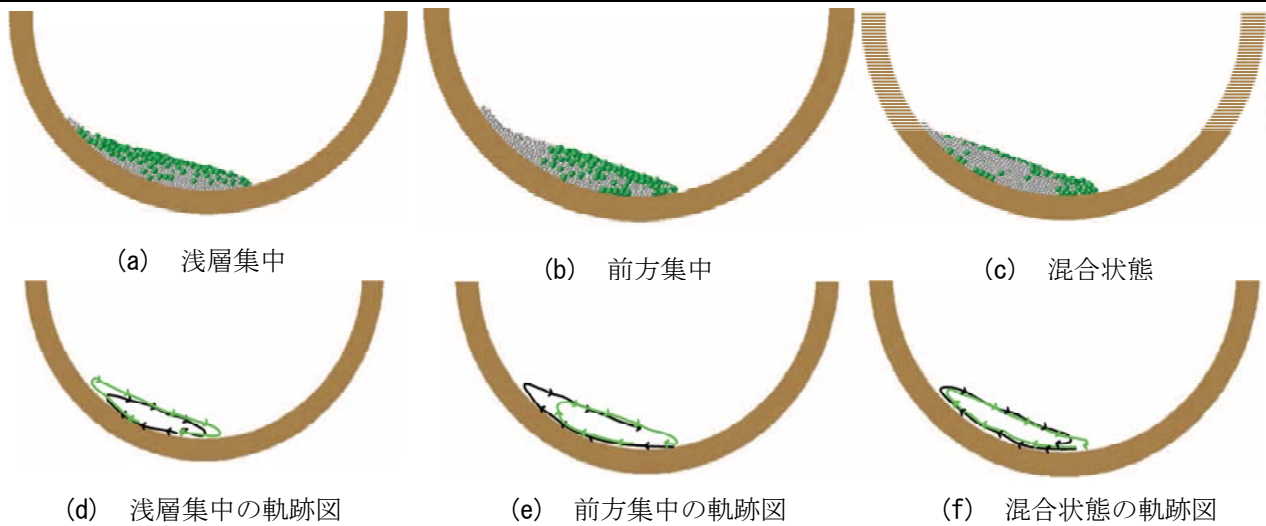 (a) 浅層集中
(b) 前方集中
(c) 混合状態
(d) 浅層集中の軌跡図
(e) 前方集中の軌跡図
(f) 混合状態の軌跡図